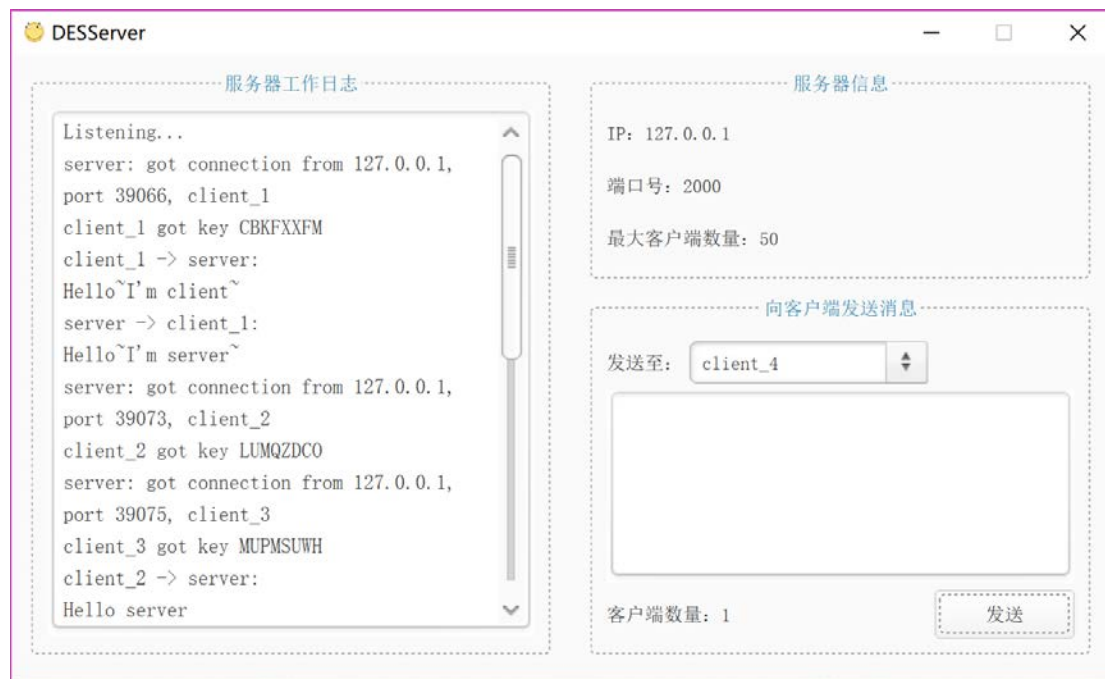 DESServer
服务器工作日志
Listening...
server: got connection from 127.0.0.1,
port 39066, client_1
client_1 got key CBKFXXFM
client_1 -> server:
Hello~I'm client~
server -> client_1:
Hello~I'm server~
server: got connection from 127.0.0.1,
port 39073, client_2
client_2 got key LUMQZDCO
server: got connection from 127.0.0.1,
port 39075, client_3
client_3 got key MUPMSUWH
client_2 -> server:
Hello server
服务器信息
IP: 127.0.0.1
端口号: 2000
最大客户端数量: 50
向客户端发送消息
发送至:
client_4
客户端数量: 1
发送